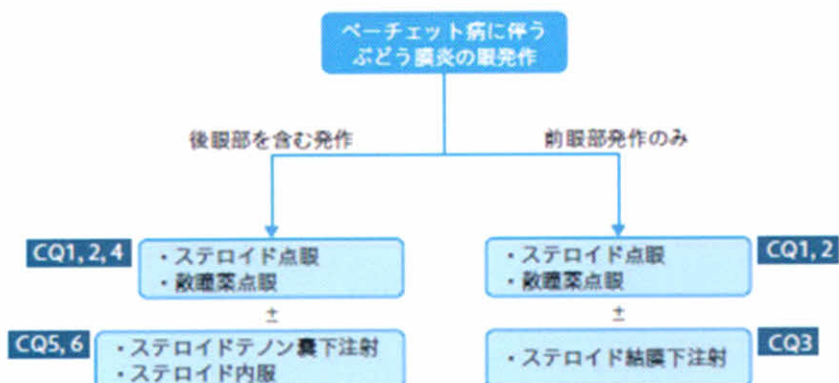 ベーチェット病に伴う
ぶどう膜炎の眼発作
後眼部を含む発作
前眼部発作のみ
CQ1, 2, 4
・ステロイド点眼
・散瞳薬点眼
±
CQ5, 6
・ステロイドテノン囊下注射
・ステロイド内服
・ステロイド点眼
・散瞳薬点眼
CQ1, 2
±
・ステロイド結膜下注射
CQ3